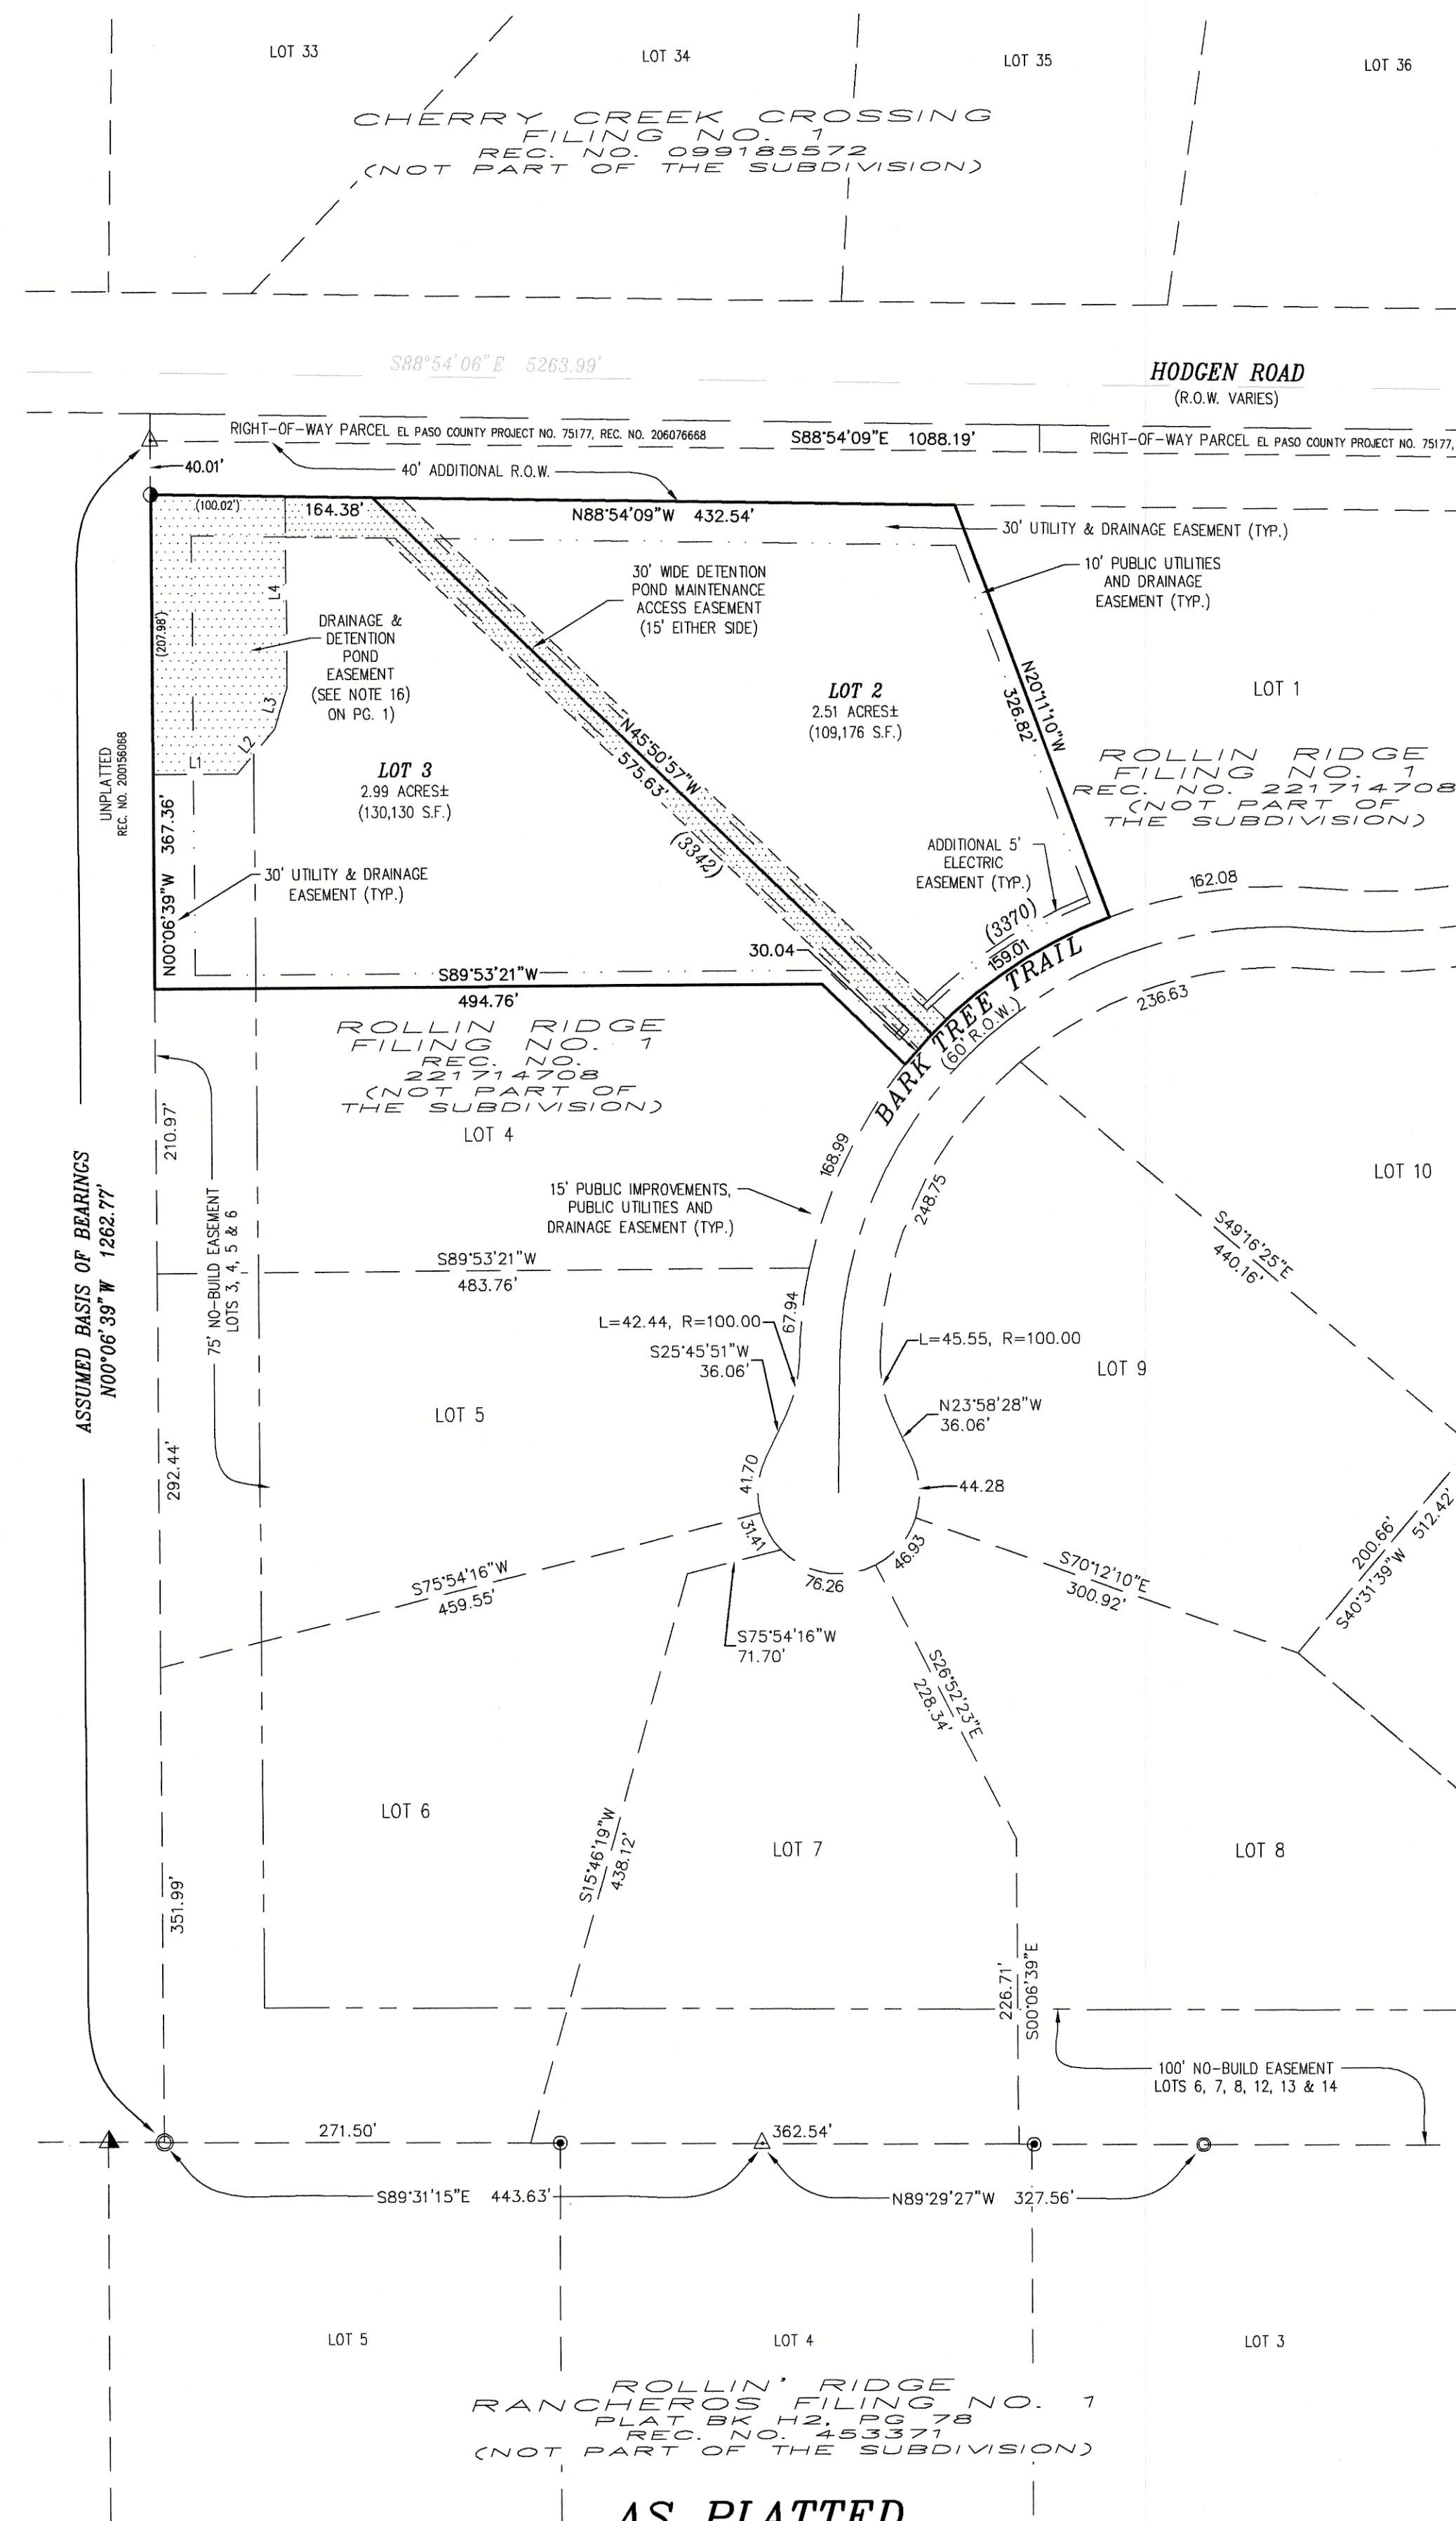 LOT 33
LOT 34
LOT 35
LOT 36
CHERRY CREEK CROSSING
FILING NO. 1
REC. NO. 099185572
(NOT PART OF THE SUBDIVISION)
S88°54'06"E 5263.99'
HODGEN ROAD
(R.O.W. VARIES)
RIGHT-OF-WAY PARCEL EL PASO COUNTY PROJECT NO. 75177, REC. NO. 206076668
S88°54'09"E 1088.19'
RIGHT-OF-WAY PARCEL EL PASO COUNTY PROJECT NO. 75177,
40.01'
40' ADDITIONAL R.O.W.
(100.02')
164.38'
N88°54'09"W 432.54'
30' UTILITY & DRAINAGE EASEMENT (TYP.)
10' PUBLIC UTILITIES
AND DRAINAGE
EASEMENT (TYP.)
30' WIDE DETENTION
POND MAINTENANCE
ACCESS EASEMENT
(15' EITHER SIDE)
L4
(207.98')
DRAINAGE &
DETENTION
POND
EASEMENT
(SEE NOTE 16)
ON PG. 1)
L3
L2
L1
LOT 2
2.51 ACRES±
(109,176 S.F.)
N20°11'10"W
326.82'
LOT 1
ROLLIN RIDGE
FILING NO. 1
REC. NO. 221714708
(NOT PART OF
THE SUBDIVISION)
UNPLATTED
REC. NO. 200156068
LOT 3
2.99 ACRES±
(130,130 S.F.)
N45°50'57"W
575.63'
(3342)
N00°06'39"W 367.36'
30' UTILITY & DRAINAGE
EASEMENT (TYP.)
ADDITIONAL 5'
ELECTRIC
EASEMENT (TYP.)
162.08
(3370)
159.01
30.04
BARK TREE TRAIL
(60' R.O.W.)
236.63
S89°53'21"W
494.76'
ROLLIN RIDGE
FILING NO. 1
REC. NO.
221714708
(NOT PART OF
THE SUBDIVISION)
LOT 4
210.97'
168.99
LOT 10
15' PUBLIC IMPROVEMENTS,
PUBLIC UTILITIES AND
DRAINAGE EASEMENT (TYP.)
248.75
S49°16'25"E
440.16'
ASSUMED BASIS OF BEARINGS
N00°06'39"W 1262.77'
75' NO-BUILD EASEMENT
LOTS 3, 4, 5 & 6
S89°53'21"W
483.76'
67.94
L=42.44, R=100.00
S25°45'51"W
36.06'
L=45.55, R=100.00
LOT 9
N23°58'28"W
36.06'
LOT 5
292.44'
41.70
44.28
31.41
46.93
76.26
200.66'
S40°31'39"W 512.42'
S75°54'16"W
459.55'
S70°12'10"E
300.92'
S75°54'16"W
71.70'
S26°52'23"E
228.34'
LOT 6
LOT 7
LOT 8
S15°46'19"W
438.12'
351.99'
226.71'
S00°06'39"E
100' NO-BUILD EASEMENT
LOTS 6, 7, 8, 12, 13 & 14
271.50'
362.54'
S89°31'15"E 443.63'
N89°29'27"W 327.56'
LOT 5
LOT 4
LOT 3
ROLLIN' RIDGE
RANCHEROS FILING NO. 1
PLAT BK H2, PG 78
REC. NO. 453371
(NOT PART OF THE SUBDIVISION)
AS PLATTED